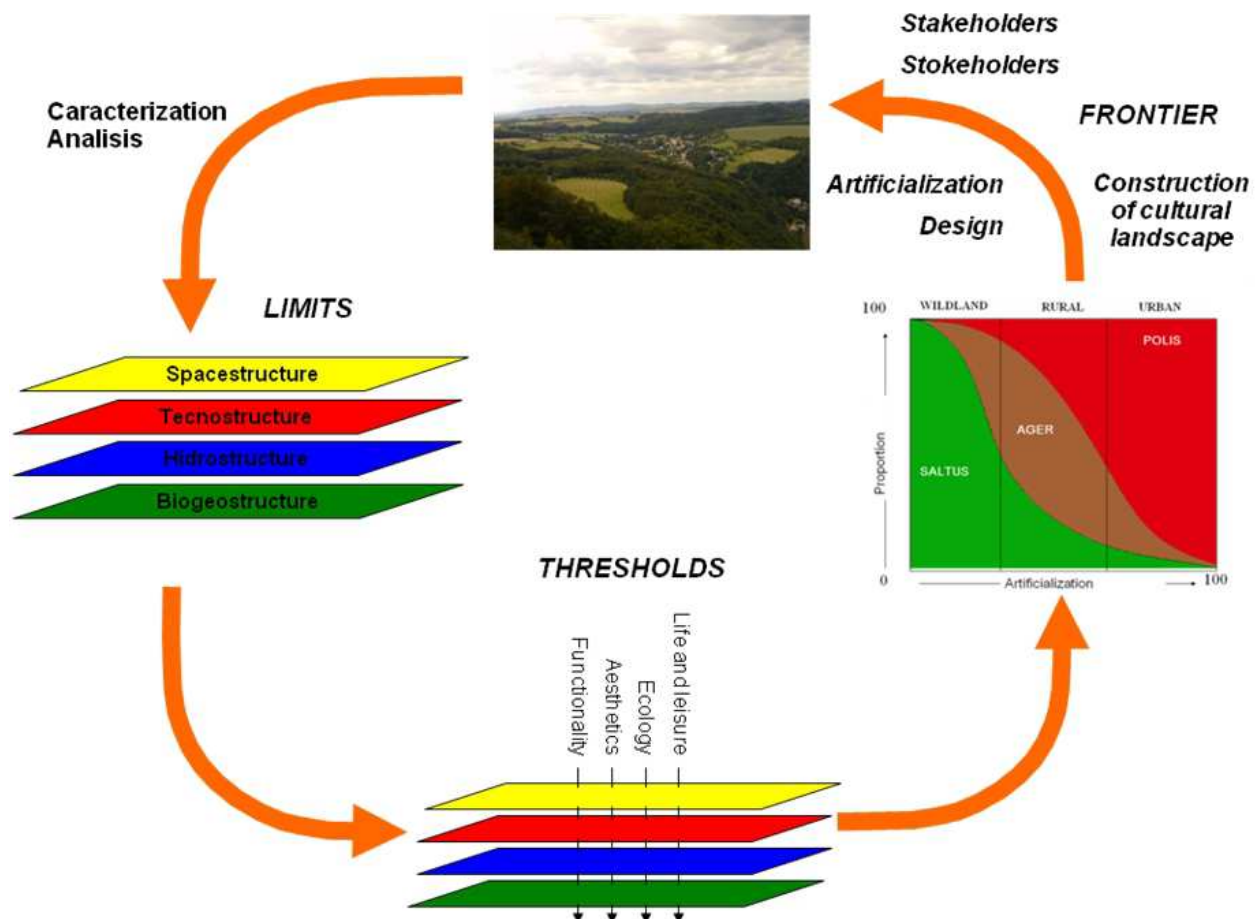 Stakeholders
Stokeholders
FRONTIER
Caracterization
Analisis
Artificialization
Design
Construction
of cultural
landscape
LIMITS
Spacestructure
Tecnostructure
Hidrostructure
Biogeostructure
100 WILDLAND RURAL URBAN
POLIS
AGER
SALTUS
Proportion
0 Artificialization 100
THRESHOLDS
Functionality
Aesthetics
Ecology
Life and leisure